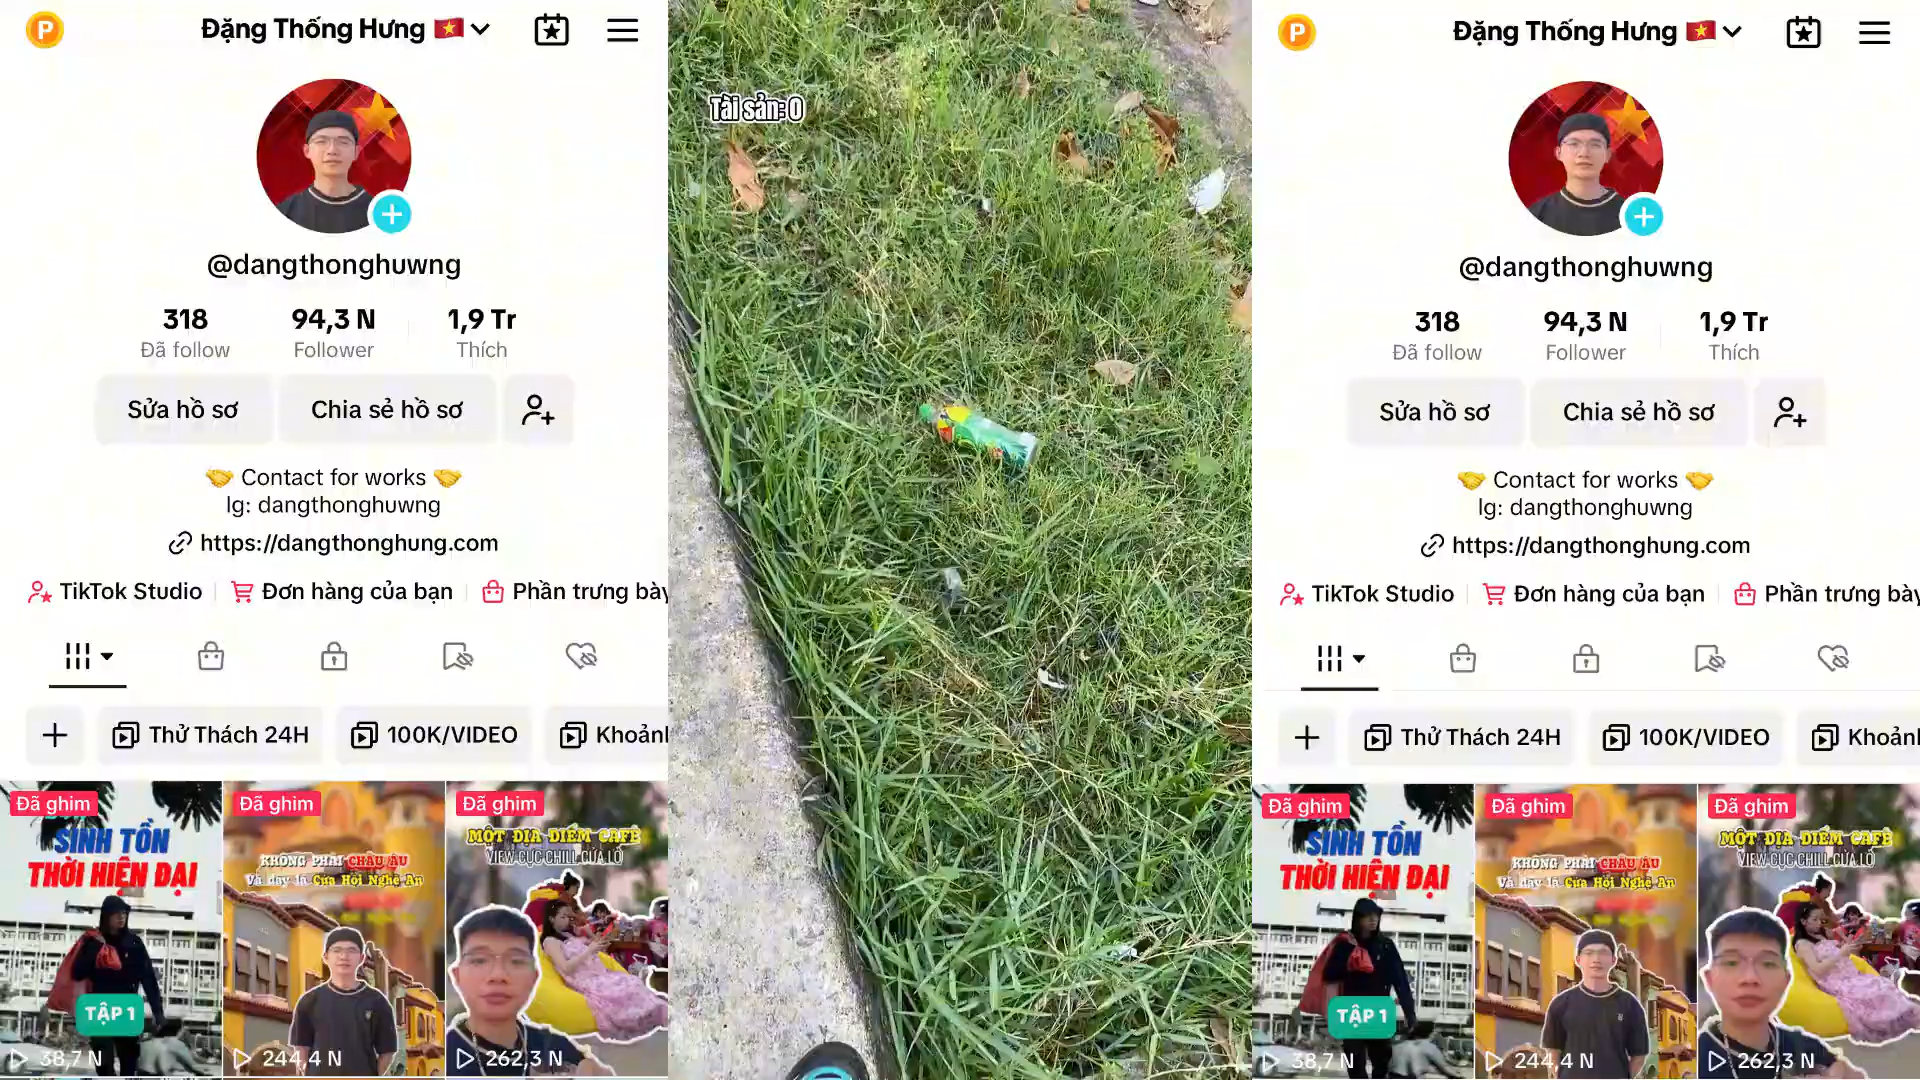 Đặng Thống Hưng
@dangthonghuwng
318
94,3 N
1,9 Tr
Đã follow
Follower
Thích
Sửa hồ sơ
Chia sẻ hồ sơ
Contact for works
Ig: dangthonghuwng
https://dangthonghung.com
TikTok Studio
Đơn hàng của bạn
Phần trưng bày
Thử Thách 24H
100K/VIDEO
Khoảnh
Đã ghim
SINH TỒN
THỜI HIỆN ĐẠI
TẬP 1
38,7 N
Đã ghim
KHÔNG PHẢI CHÂU ÂU
Và đây là Cửa Hội Nghệ An
244,4 N
Đã ghim
MỘT ĐỊA ĐIỂM CAFE
VIEW CỰC CHILL CỦA LÒ
262,3 N
Tài sản: 0
Đặng Thống Hưng
@dangthonghuwng
318
94,3 N
1,9 Tr
Đã follow
Follower
Thích
Sửa hồ sơ
Chia sẻ hồ sơ
Contact for works
Ig: dangthonghuwng
https://dangthonghung.com
TikTok Studio
Đơn hàng của bạn
Phần trưng bày
Thử Thách 24H
100K/VIDEO
Khoảnh
Đã ghim
SINH TỒN
THỜI HIỆN ĐẠI
TẬP 1
38,7 N
Đã ghim
KHÔNG PHẢI CHÂU ÂU
Và đây là Cửa Hội Nghệ An
244,4 N
Đã ghim
MỘT ĐỊA ĐIỂM CAFE
VIEW CỰC CHILL CỦA LÒ
262,3 N